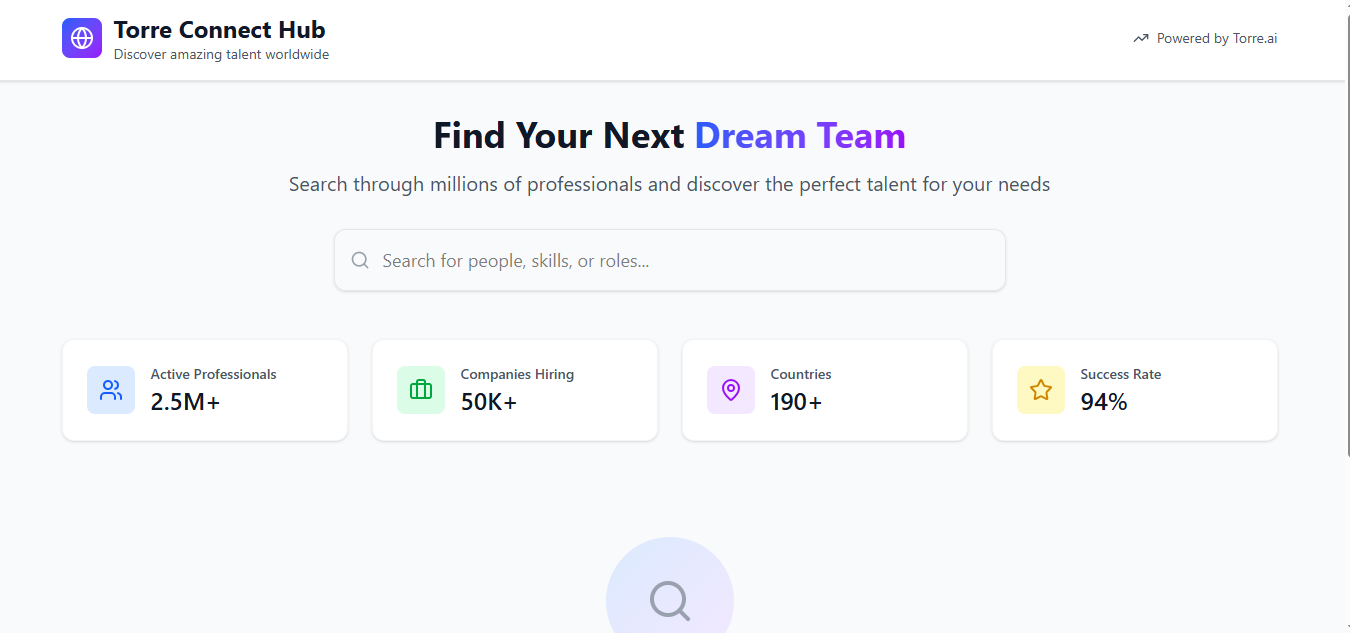 Torre Connect Hub
Discover amazing talent worldwide
Powered by Torre.ai
Find Your Next Dream Team
Search through millions of professionals and discover the perfect talent for your needs
Search for people, skills, or roles...
Active Professionals
2.5M+
Companies Hiring
50K+
Countries
190+
Success Rate
94%